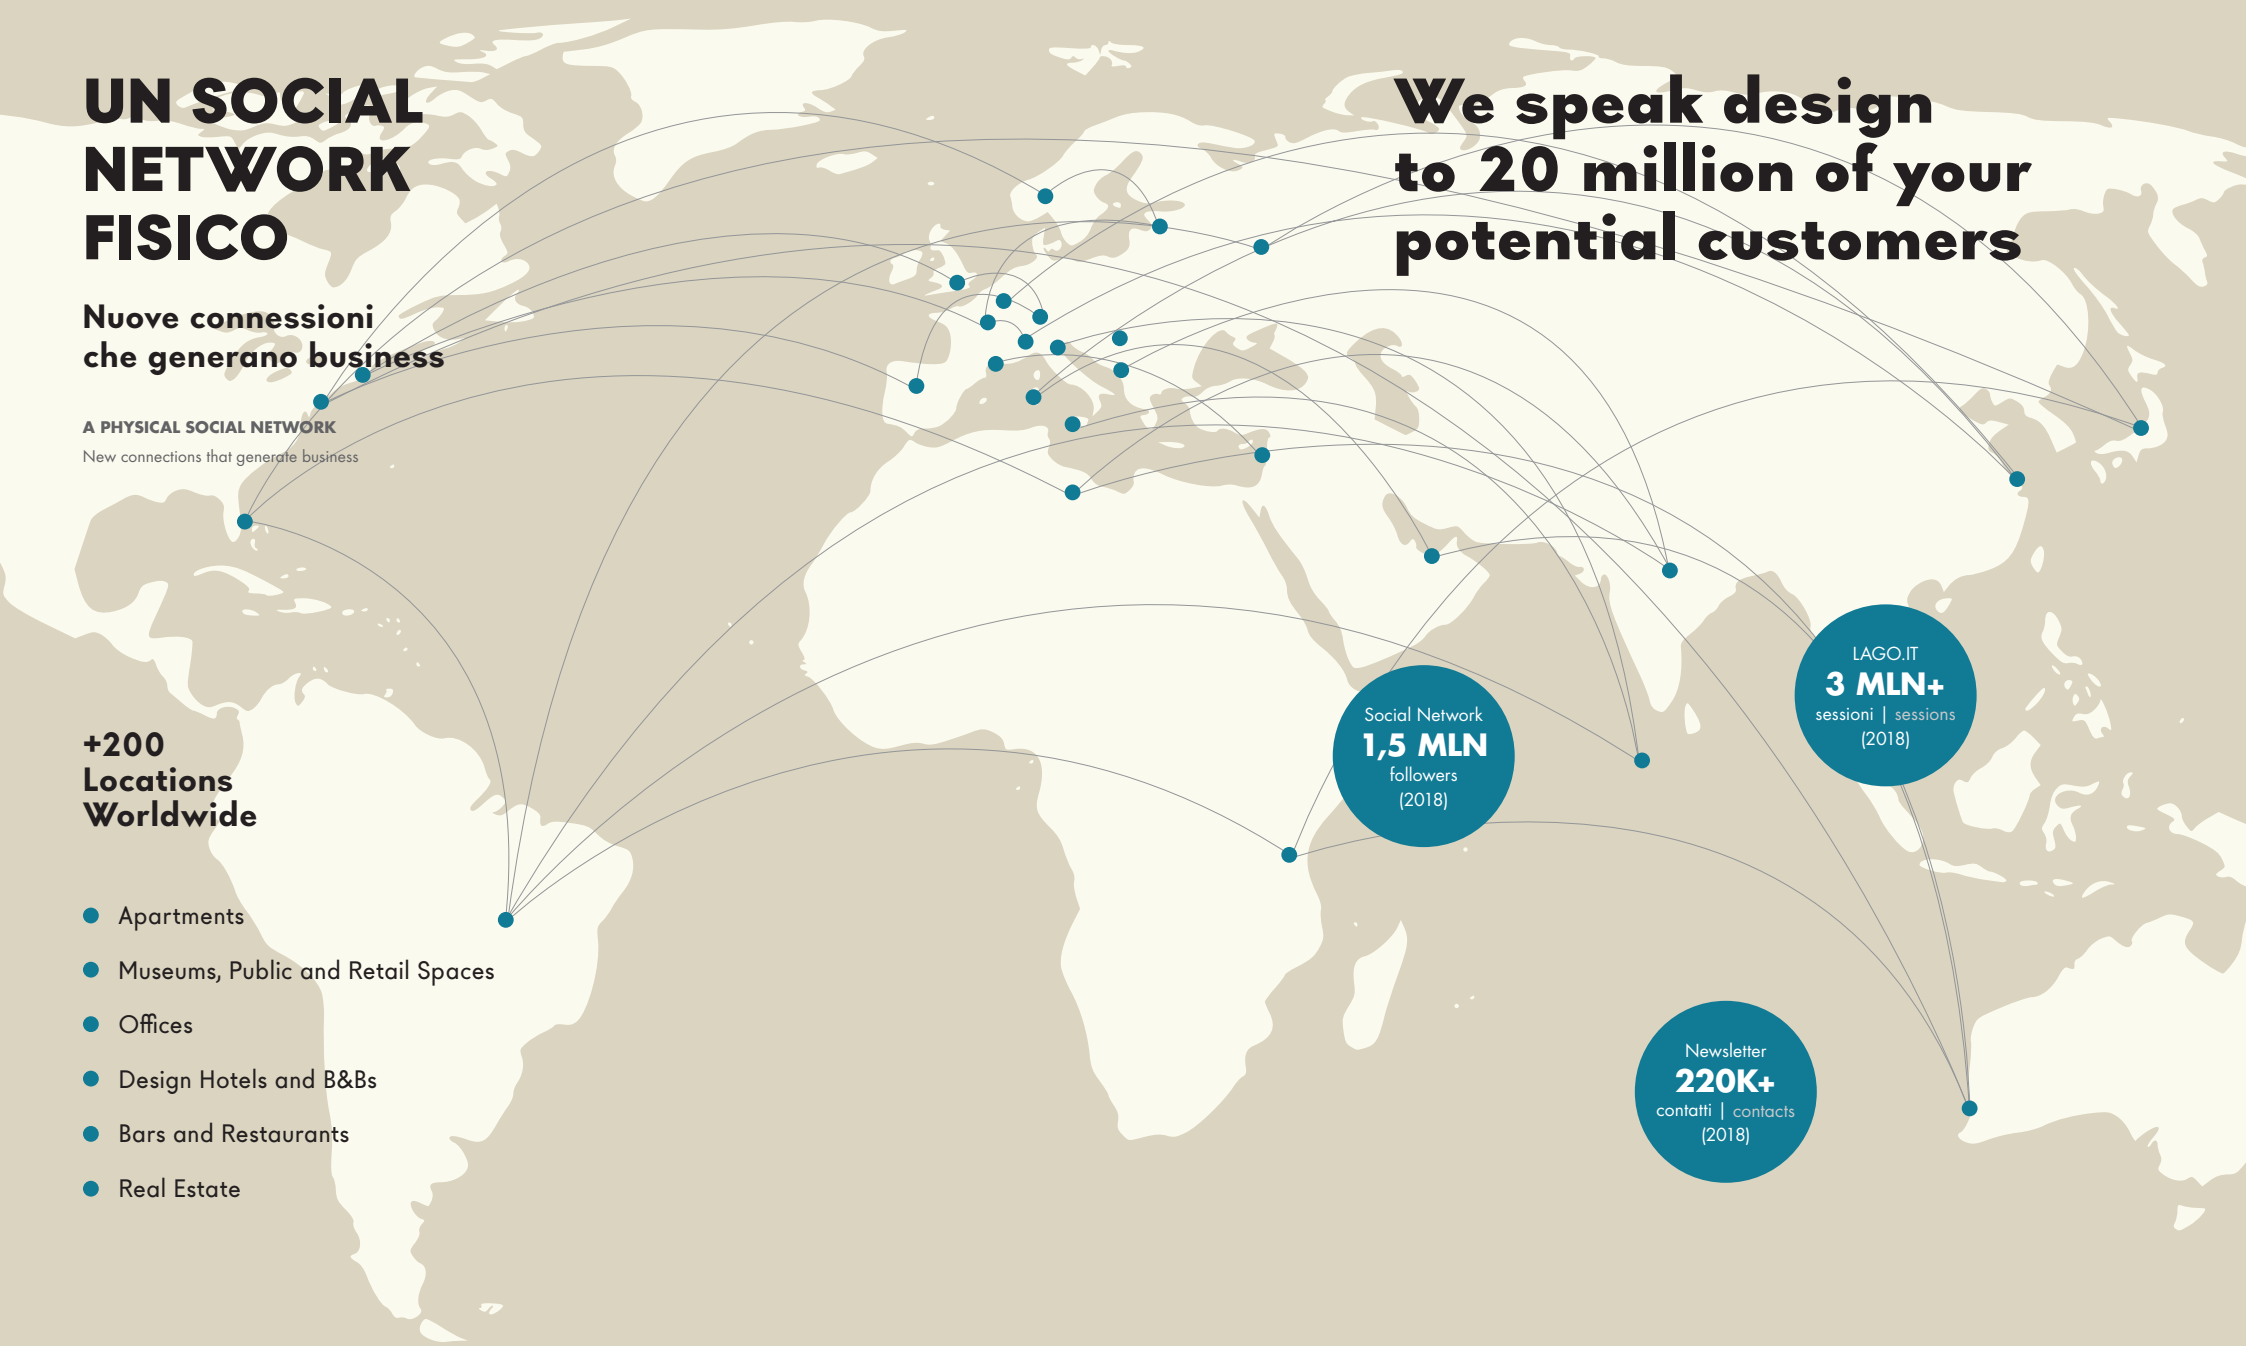 UN SOCIAL
NETWORK
FISICO
Nuove connessioni
che generano business
A PHYSICAL SOCIAL NETWORK
New connections that generate business
We speak design
to 20 million of your
potential customers
+200
Locations
Worldwide
Apartments
Museums, Public and Retail Spaces
Offices
Design Hotels and B&Bs
Bars and Restaurants
Real Estate
Social Network
1,5 MLN
followers
(2018)
LAGO.IT
3 MLN+
sessioni | sessions
(2018)
Newsletter
220K+
contatti | contacts
(2018)